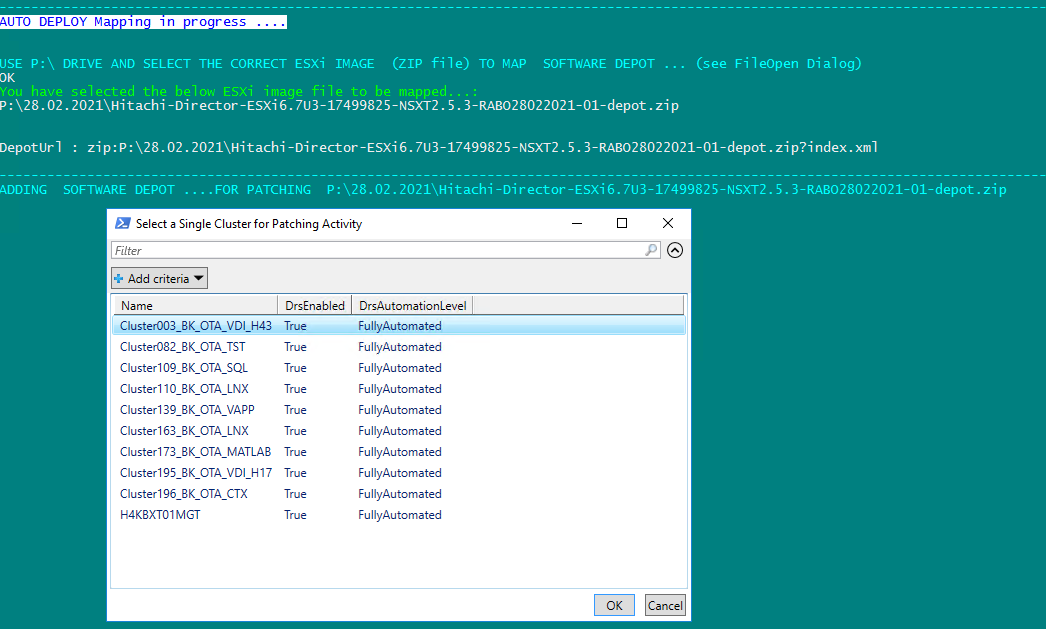 AUTO DEPLOY Mapping in progress ....
USE P:\ DRIVE AND SELECT THE CORRECT ESXi IMAGE  (ZIP file) TO MAP  SOFTWARE DEPOT ... (see FileOpen Dialog)
OK
You have selected the below ESXi image file to be mapped...:
P:\28.02.2021\Hitachi-Director-ESXi6.7U3-17499825-NSXT2.5.3-RABO28022021-01-depot.zip
DepotUrl : zip:P:\28.02.2021\Hitachi-Director-ESXi6.7U3-17499825-NSXT2.5.3-RABO28022021-01-depot.zip?index.xml
ADDING  SOFTWARE DEPOT ....FOR PATCHING  P:\28.02.2021\Hitachi-Director-ESXi6.7U3-17499825-NSXT2.5.3-RABO28022021-01-depot.zip
Select a Single Cluster for Patching Activity
Filter
Add criteria
Name DrsEnabled DrsAutomationLevel
Cluster003_BK_OTA_VDI_H43 True FullyAutomated
Cluster082_BK_OTA_TST True FullyAutomated
Cluster109_BK_OTA_SQL True FullyAutomated
Cluster110_BK_OTA_LNX True FullyAutomated
Cluster139_BK_OTA_VAPP True FullyAutomated
Cluster163_BK_OTA_LNX True FullyAutomated
Cluster173_BK_OTA_MATLAB True FullyAutomated
Cluster195_BK_OTA_VDI_H17 True FullyAutomated
Cluster196_BK_OTA_CTX True FullyAutomated
H4KBXT01MGT True FullyAutomated
OK Cancel